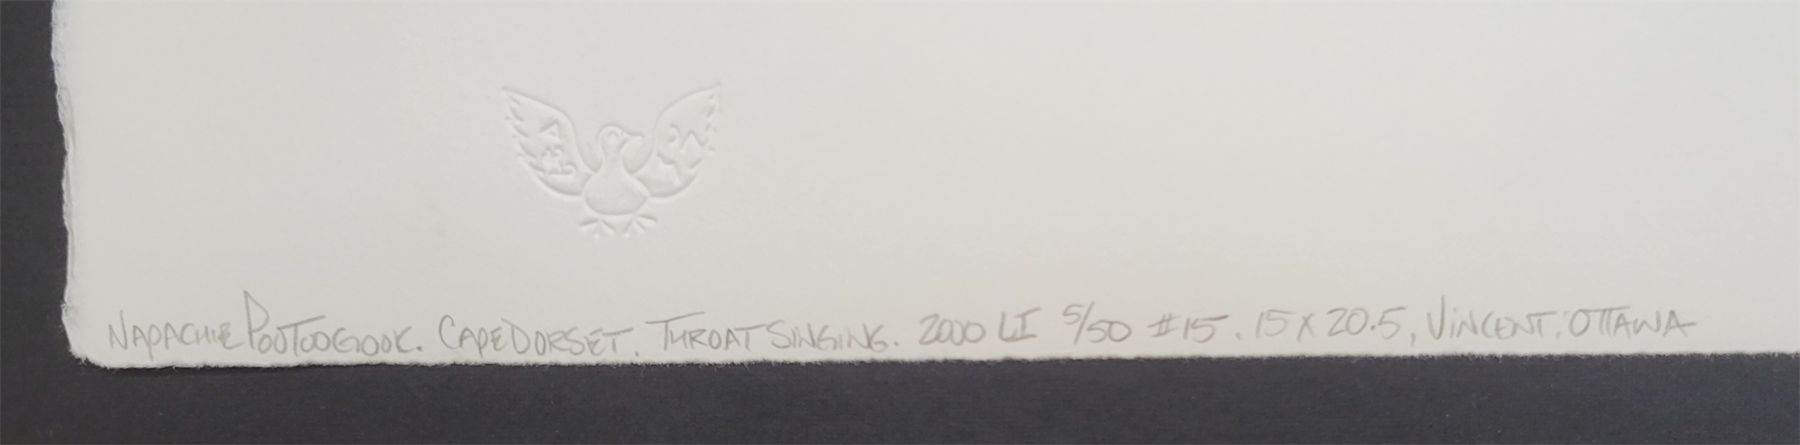 NAPACHIE POOTOOGOOK. CAPE DORSET. THROAT SINGING. 2000 LI 5/50 #15. 15 X 20.5, VINCENT, OTTAWA